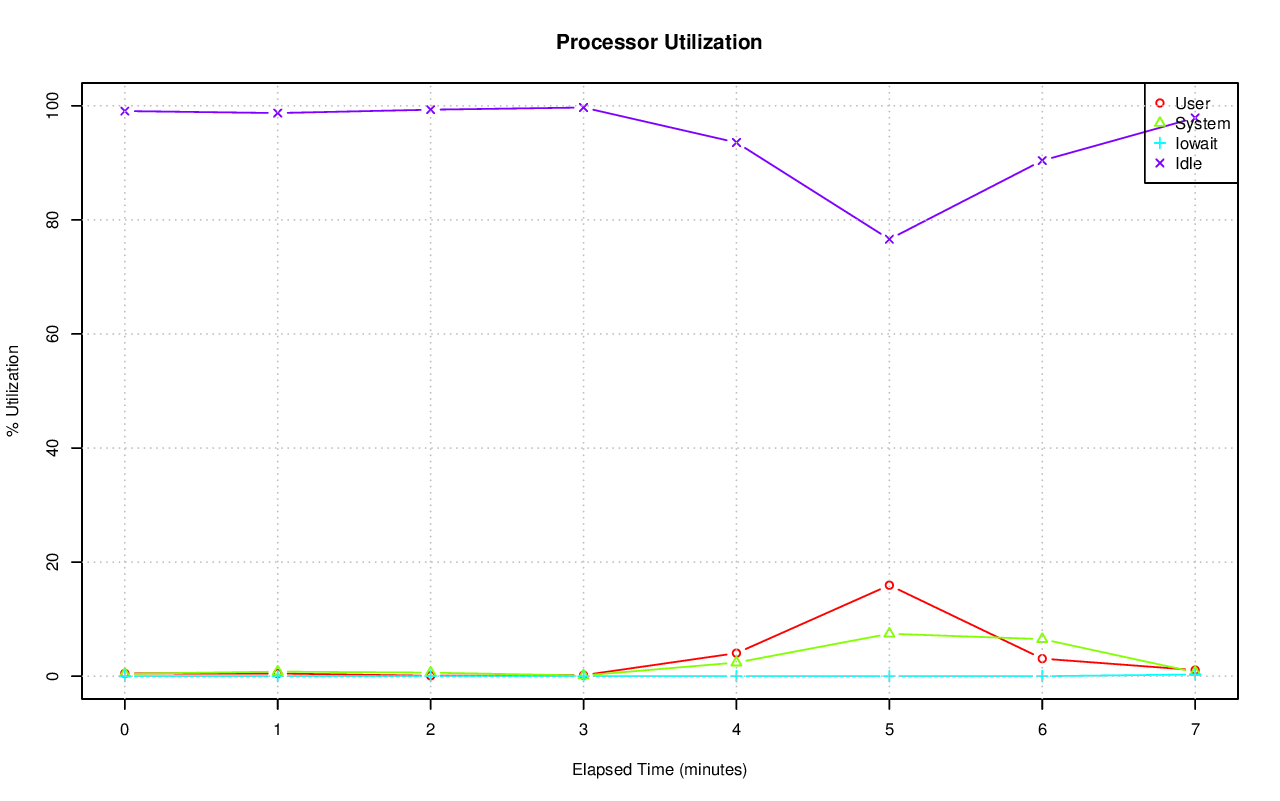 Processor Utilization
% Utilization
100
80
60
40
20
0
User
System
Iowait
Idle
0 1 2 3 4 5 6 7
Elapsed Time (minutes)